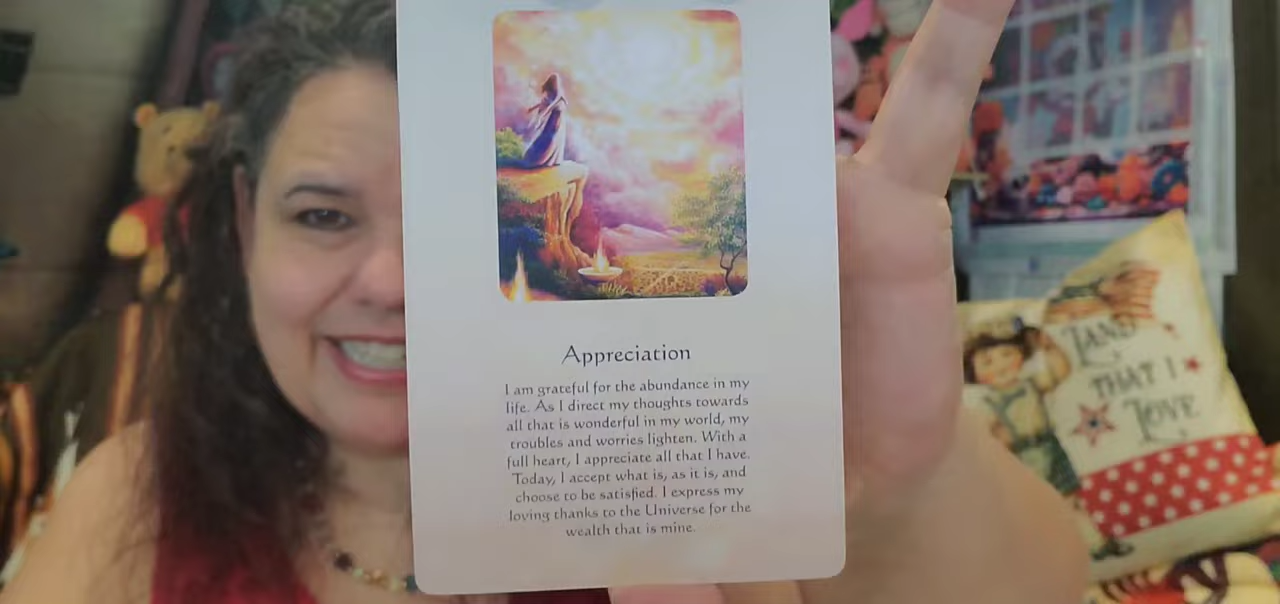 Appreciation
I am grateful for the abundance in my
life. As I direct my thoughts towards
all that is wonderful in my world, my
troubles and worries lighten. With a
full heart, I appreciate all that I have.
Today, I accept what is, as it is, and
choose to be satisfied. I express my
loving thanks to the Universe for the
wealth that is mine.
LAND
THAT I
LOVE